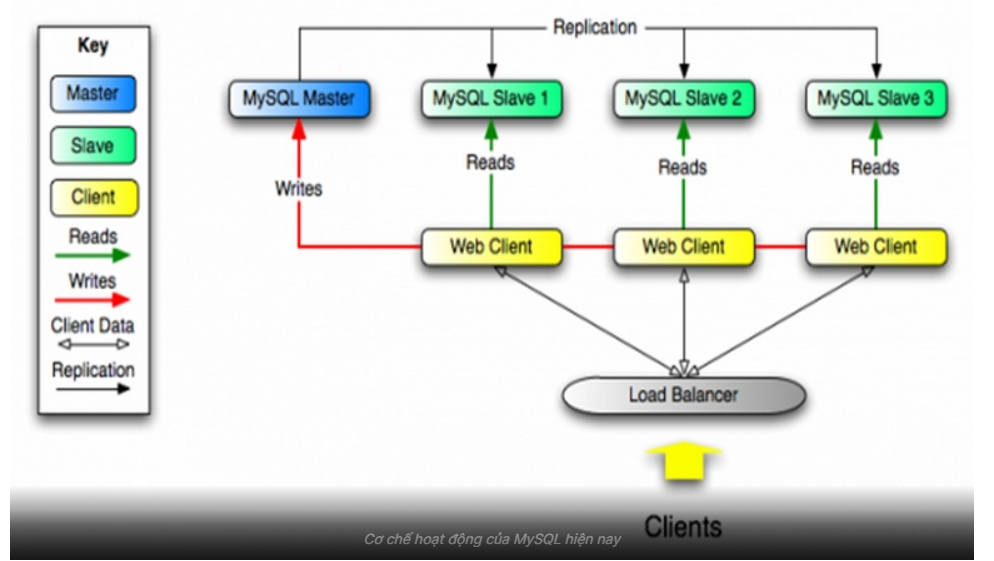 Key
Master
Slave
Client
Reads
Writes
Client Data
Replication
Replication
MySQL Master
MySQL Slave 1
MySQL Slave 2
MySQL Slave 3
Writes
Reads
Reads
Reads
Web Client
Web Client
Web Client
Load Balancer
Clients
Cơ chế hoạt động của MySQL hiện nay